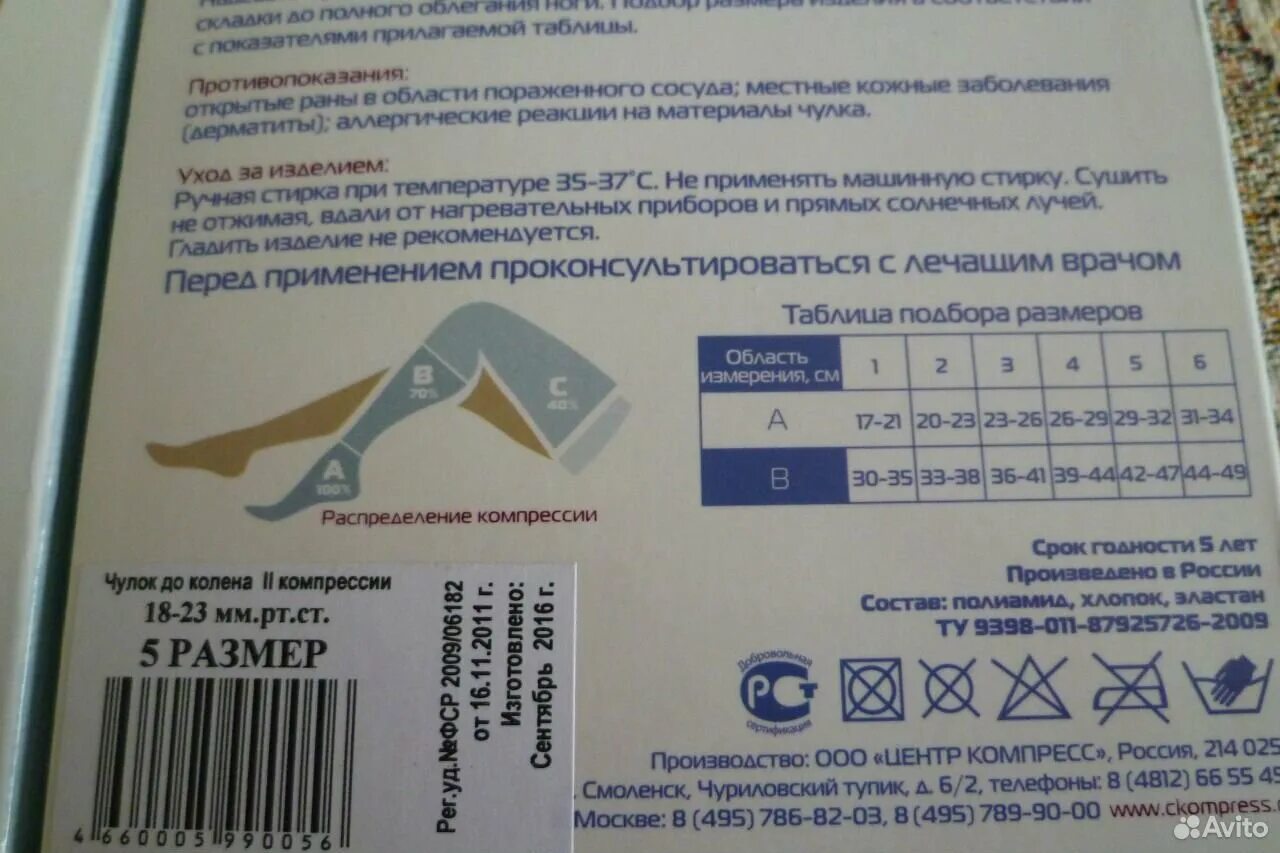 складки до полного облегания ноги. Подбор размера изделия в соответствии
с показателями прилагаемой таблицы.
Противопоказания:
открытые раны в области пораженного сосуда; местные кожные заболевания
(дерматиты); аллергические реакции на материалы чулка.
Уход за изделием:
Ручная стирка при температуре 35-37°С. Не применять машинную стирку. Сушить
не отжимая, вдали от нагревательных приборов и прямых солнечных лучей.
Гладить изделие не рекомендуется.
Перед применением проконсультироваться с лечащим врачом
B
70%
C
40%
A
100%
Распределение компрессии
Таблица подбора размеров
Область измерения, см 1 2 3 4 5 6
A 17-21 20-23 23-26 26-29 29-32 31-34
B 30-35 33-38 36-41 39-44 42-47 44-49
Срок годности 5 лет
Произведено в России
Состав: полиамид, хлопок, эластан
ТУ 9398-011-87925726-2009
Добровольная
РСТ
сертификация
Чулок до колена II компрессии
18-23 мм.рт.ст.
5 РАЗМЕР
4 660005 990056
Рег.уд.№ФСР 2009/06182
от 16.11.2011 г.
Изготовлено:
Сентябрь 2016 г.
Производство: ООО «ЦЕНТР КОМПРЕСС», Россия, 214 025
. Смоленск, Чуриловский тупик, д. 6/2, телефоны: 8 (4812) 66 55 45
Москве: 8 (495) 786-82-03, 8 (495) 789-90-00 www.ckompress.
Avito